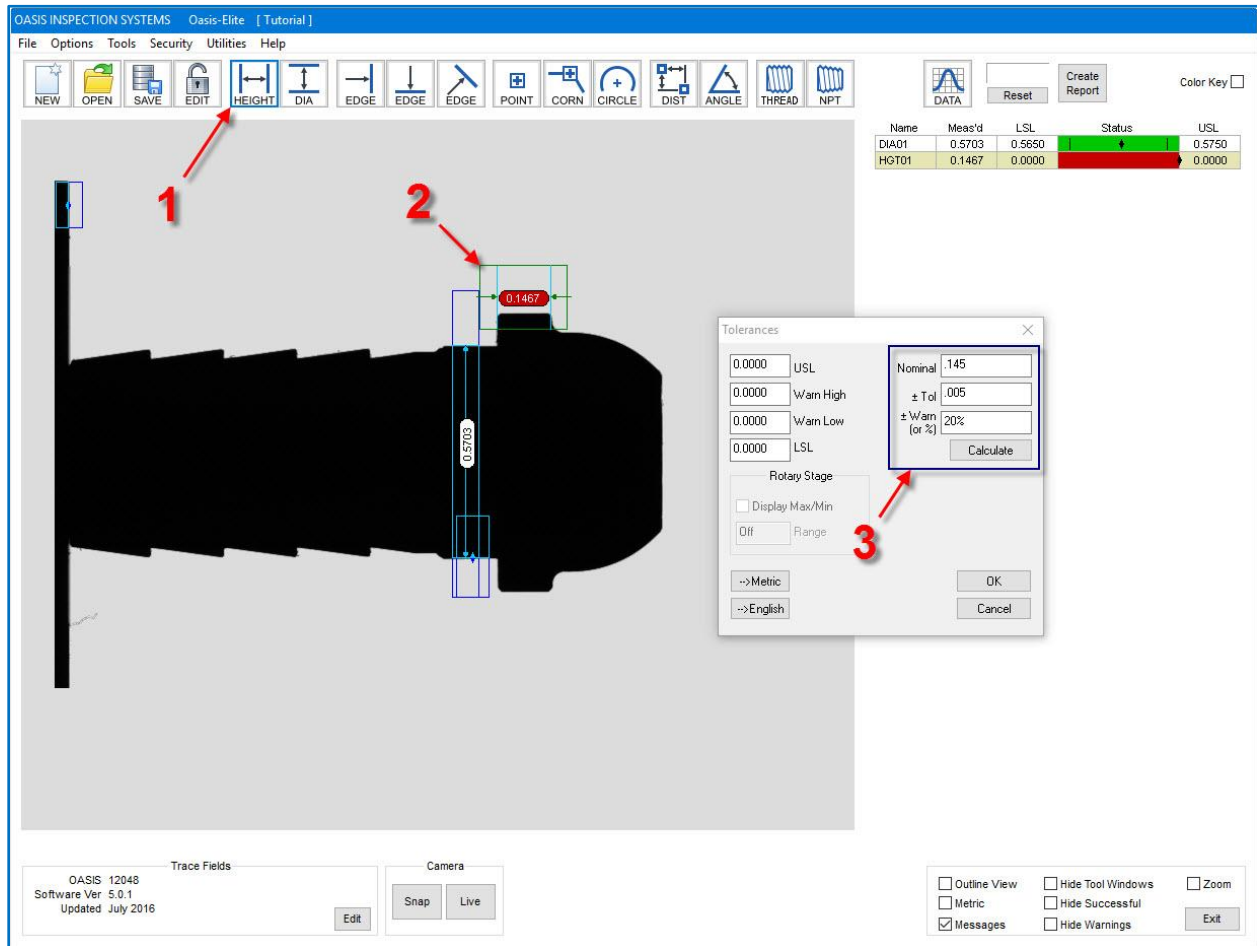 OASIS INSPECTION SYSTEMS Oasis-Elite [ Tutorial ]
File Options Tools Security Utilities Help
NEW OPEN SAVE EDIT HEIGHT DIA EDGE EDGE EDGE POINT CORN CIRCLE DIST ANGLE THREAD NPT
DATA Reset Create Report Color Key
Name Meas'd LSL Status USL
DIA01 0.5703 0.5650 0.5750
HGT01 0.1467 0.0000 0.0000
1
2
0.1467
0.5703
Tolerances
0.0000 USL
0.0000 Warn High
0.0000 Warn Low
0.0000 LSL
Nominal .145
± Tol .005
± Warn (or %) 20%
Calculate
Rotary Stage
Display Max/Min
Off Range
3
-->Metric OK
-->English Cancel
Trace Fields
OASIS 12048
Software Ver 5.0.1
Updated July 2016
Edit
Camera
Snap Live
Outline View Hide Tool Windows Zoom
Metric Hide Successful
Messages Hide Warnings Exit